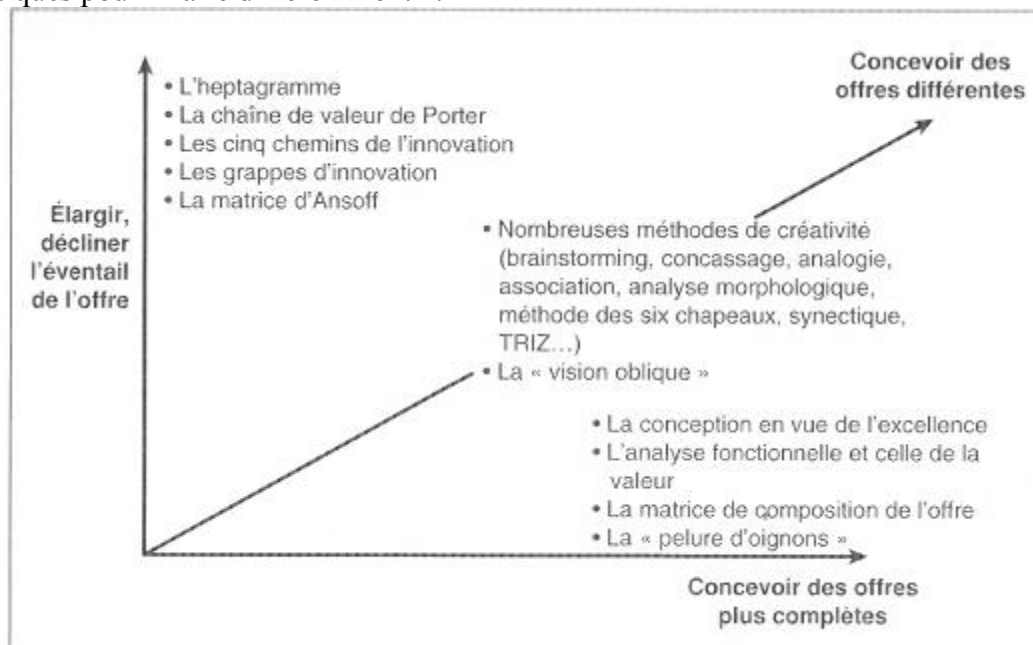 • L'heptagramme
• La chaîne de valeur de Porter
• Les cinq chemins de l'innovation
• Les grappes d'innovation
• La matrice d'Ansoff
Concevoir des
offres différentes
Élargir,
décliner
l'éventail
de l'offre
• Nombreuses méthodes de créativité
(brainstorming, concassage, analogie,
association, analyse morphologique,
méthode des six chapeaux, synectique,
TRIZ…)
• La « vision oblique »
• La conception en vue de l'excellence
• L'analyse fonctionnelle et celle de la
valeur
• La matrice de composition de l'offre
• La « pelure d'oignons »
Concevoir des offres
plus complètes